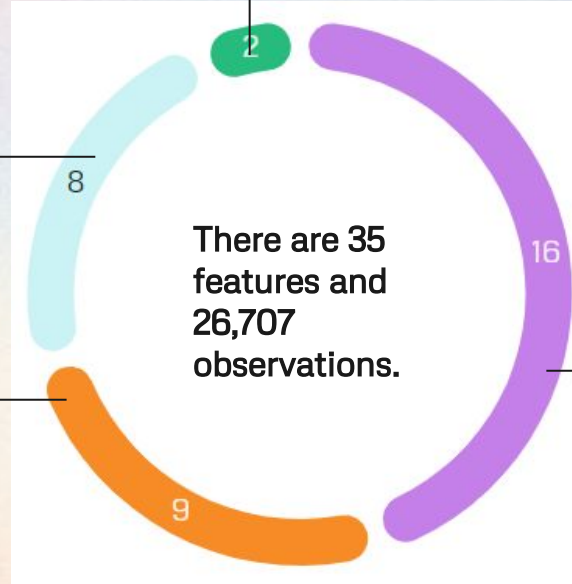 2
8
16
There are 35
features and
26,707
observations.
9